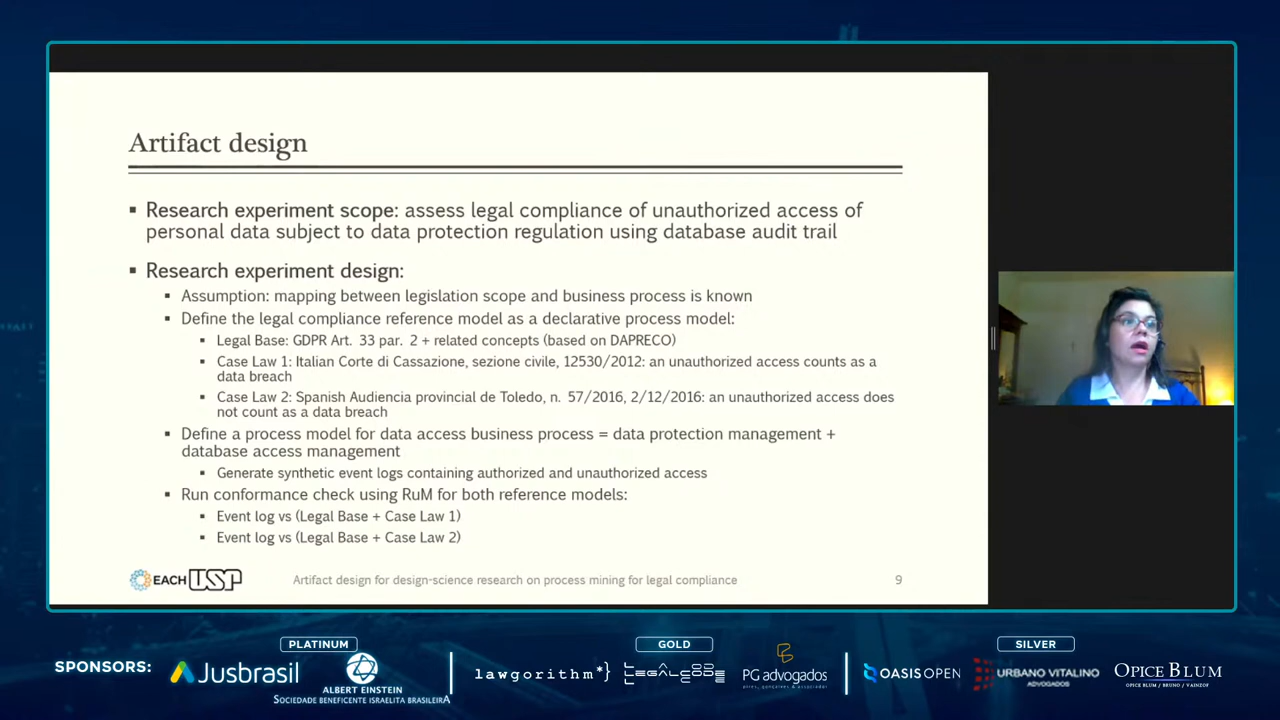 Artifact design
▪ Research experiment scope: assess legal compliance of unauthorized access of
personal data subject to data protection regulation using database audit trail
▪ Research experiment design:
▪ Assumption: mapping between legislation scope and business process is known
▪ Define the legal compliance reference model as a declarative process model:
▪ Legal Base: GDPR Art. 33 par. 2 + related concepts (based on DAPRECO)
▪ Case Law 1: Italian Corte di Cassazione, sezione civile, 12530/2012: an unauthorized access counts as a
data breach
▪ Case Law 2: Spanish Audiencia provincial de Toledo, n. 57/2016, 2/12/2016: an unauthorized access does
not count as a data breach
▪ Define a process model for data access business process = data protection management +
database access management
▪ Generate synthetic event logs containing authorized and unauthorized access
▪ Run conformance check using RuM for both reference models:
▪ Event log vs (Legal Base + Case Law 1)
▪ Event log vs (Legal Base + Case Law 2)
EACH USP
Artifact design for design-science research on process mining for legal compliance
9
SPONSORS:
PLATINUM
Jusbrasil
ALBERT EINSTEIN
SOCIEDADE BENEFICENTE ISRAELITA BRASILEIRA
GOLD
lawgorithm*}
LEGALCODE
PG advogados
SILVER
OASIS OPEN
URBANO VITALINO
ADVOGADOS
OPICE BLUM
OPICE BLUM / BRUNO / VAINZOF